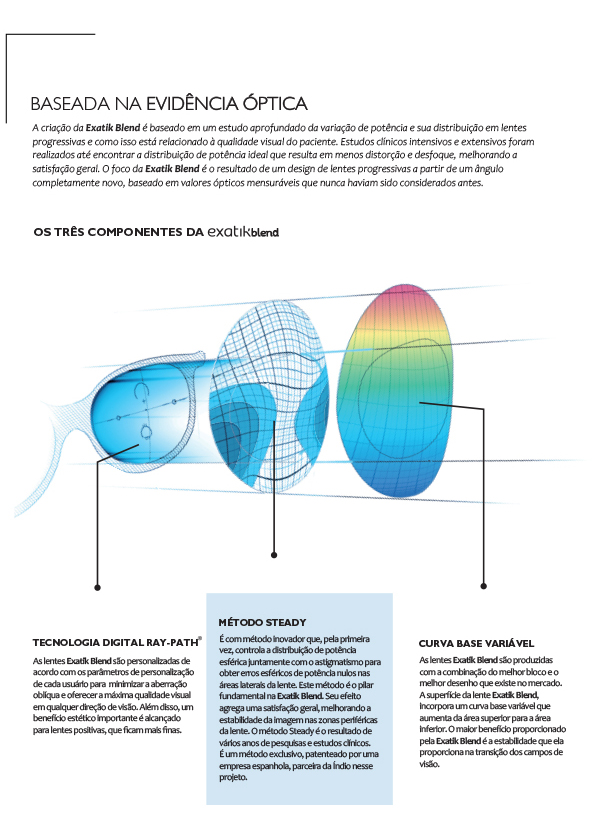 BASEADA NA EVIDÊNCIA ÓPTICA
A criação da Exatik Blend é baseado em um estudo aprofundado da variação de potência e sua distribuição em lentes
progressivas e como isso está relacionado à qualidade visual do paciente. Estudos clínicos intensivos e extensivos foram
realizados até encontrar a distribuição de potência ideal que resulta em menos distorção e desfoque, melhorando a
satisfação geral. O foco da Exatik Blend é o resultado de um design de lentes progressivas a partir de um ângulo
completamente novo, baseado em valores ópticos mensuráveis que nunca haviam sido considerados antes.
OS TRÊS COMPONENTES DA exatik blend
TECNOLOGIA DIGITAL RAY-PATH®
As lentes Exatik Blend são personalizadas de
acordo com os parâmetros de personalização
de cada usuário para minimizar a aberração
oblíqua e oferecer a máxima qualidade visual
em qualquer direção de visão. Além disso, um
benefício estético importante é alcançado
para lentes positivas, que ficam mais finas.
MÉTODO STEADY
É com método inovador que, pela primeira
vez, controla a distribuição de potência
esférica juntamente com o astigmatismo para
obter erros esféricos de potência nulos nas
áreas laterais da lente. Este método é o pilar
fundamental na Exatik Blend. Seu efeito
agrega uma satisfação geral, melhorando a
estabilidade da imagem nas zonas periféricas
da lente. O método Steady é o resultado de
vários anos de pesquisas e estudos clínicos.
É um método exclusivo, patenteado por uma
empresa espanhola, parceira da Índio nesse
projeto.
CURVA BASE VARIÁVEL
As lentes Exatik Blend são produzidas
com a combinação do melhor bloco e o
melhor desenho que existe no mercado.
A superfície da lente Exatik Blend,
incorpora um curva base variável que
aumenta da área superior para a área
inferior. O maior benefício proporcionado
pela Exatik Blend é a estabilidade que ela
proporciona na transição dos campos de
visão.